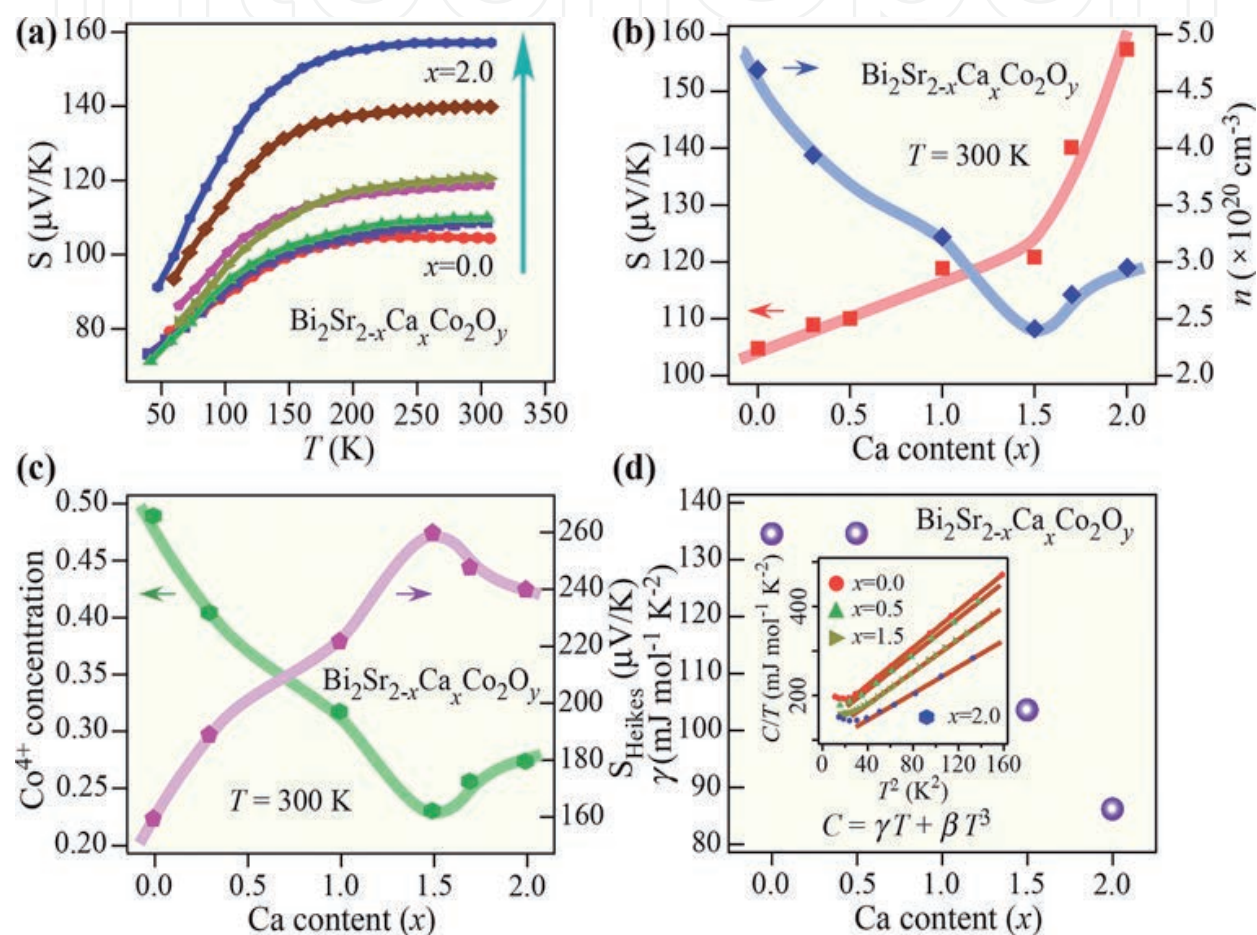 (a)
160
140
120
100
80
S (μV/K)
x=2.0
x=0.0
Bi2Sr2-xCaxCo2Oy
50 100 150 200 250 300 350
T (K)
(b)
160
150
140
130
120
110
100
S (μV/K)
Bi2Sr2-xCaxCo2Oy
T = 300 K
5.0
4.5
4.0
3.5
3.0
2.5
2.0
n ( ×10²⁰ cm⁻³)
0.0 0.5 1.0 1.5 2.0
Ca content (x)
(c)
0.50
0.45
0.40
0.35
0.30
0.25
0.20
Co⁴⁺ concentration
Bi2Sr2-xCaxCo2Oy
T = 300 K
260
240
220
200
180
160
SHeikes (μV/K)
0.0 0.5 1.0 1.5 2.0
Ca content (x)
(d)
140
130
120
110
100
90
80
γ (mJ mol⁻¹ K⁻²)
Bi2Sr2-xCaxCo2Oy
C/T (mJ mol⁻¹ K⁻²)
400
200
x=0.0
x=0.5
x=1.5
x=2.0
0 40 80 120 160
T² (K²)
C = γT + βT³
0.0 0.5 1.0 1.5 2.0
Ca content (x)